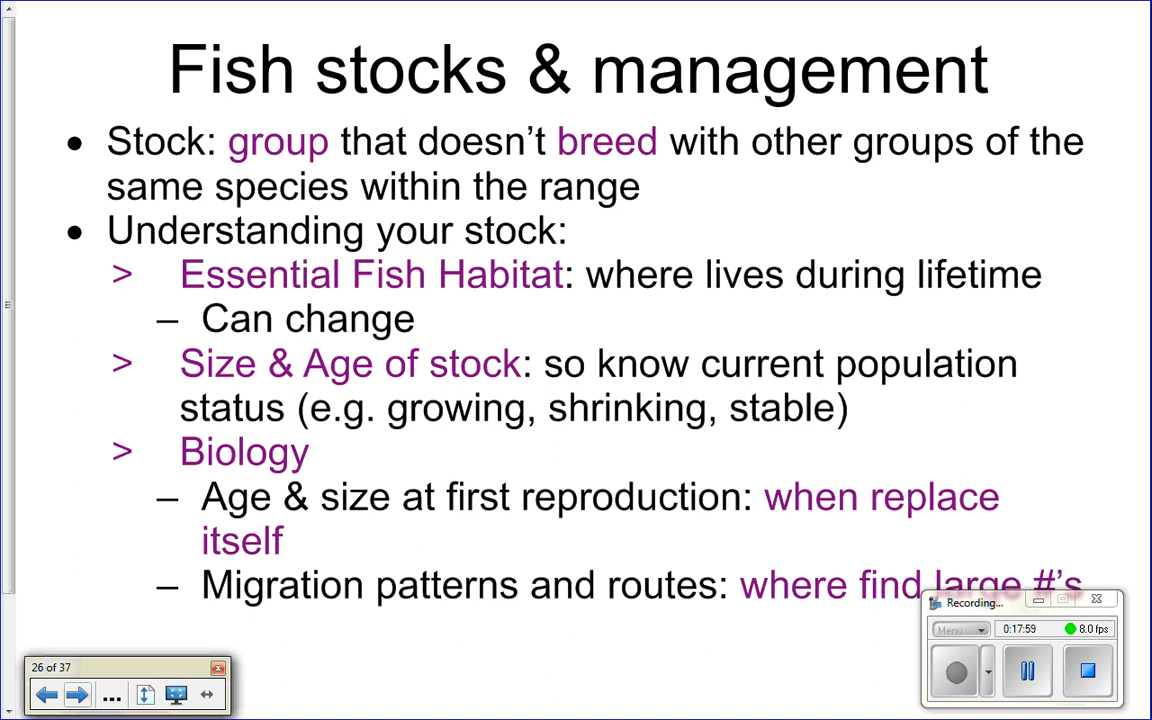 Fish stocks & management
• Stock: group that doesn’t breed with other groups of the
same species within the range
• Understanding your stock:
> Essential Fish Habitat: where lives during lifetime
– Can change
> Size & Age of stock: so know current population
status (e.g. growing, shrinking, stable)
> Biology
– Age & size at first reproduction: when replace
itself
– Migration patterns and routes: where find large #’s
Recording...
Menu
0:17:59
8.0 fps
26 of 37
...